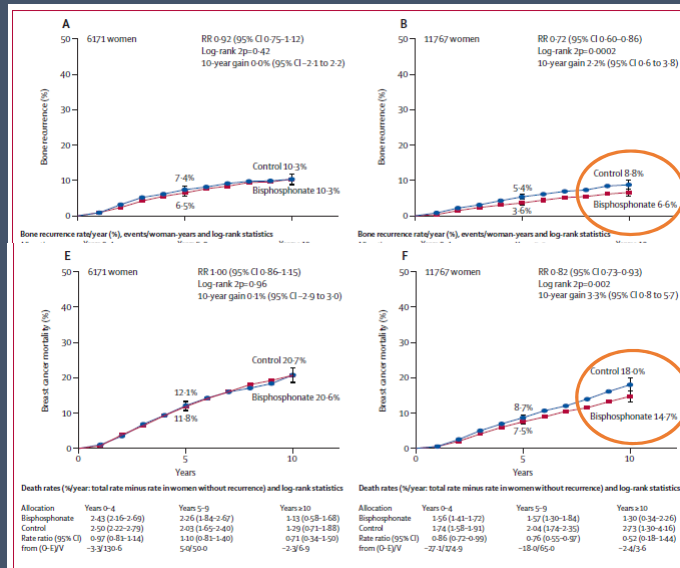 A
6171 women
RR 0·92 (95% CI 0·75–1·12)
Log-rank 2p=0·42
10-year gain 0·0% (95% CI –2·1 to 2·2)
Bone recurrence (%)
50
40
30
20
10
0
7·4%
6·5%
Control 10·3%
Bisphosphonate 10·3%
Bone recurrence rate/year (%), events/woman-years and log-rank statistics
B
11767 women
RR 0·72 (95% CI 0·60–0·86)
Log-rank 2p=0·0002
10-year gain 2·2% (95% CI 0·6 to 3·8)
Bone recurrence (%)
50
40
30
20
10
0
5·4%
3·6%
Control 8·8%
Bisphosphonate 6·6%
Bone recurrence rate/year (%), events/woman-years and log-rank statistics
E
6171 women
RR 1·00 (95% CI 0·86–1·15)
Log-rank 2p=0·96
10-year gain 0·1% (95% CI –2·9 to 3·0)
Breast cancer mortality (%)
50
40
30
20
10
0
12·1%
11·8%
Control 20·7%
Bisphosphonate 20·6%
0 5 10
Years
Death rates (%/year: total rate minus rate in women without recurrence) and log-rank statistics
Allocation Years 0–4 Years 5–9 Years ≥10
Bisphosphonate 2·43 (2·16–2·69) 2·26 (1·84–2·67) 1·13 (0·58–1·68)
Control 2·50 (2·22–2·79) 2·03 (1·65–2·40) 1·29 (0·71–1·88)
Rate ratio (95% CI) 0·97 (0·81–1·14) 1·10 (0·81–1·40) 0·71 (0·34–1·50)
from (O–E)/V –3·3/130·6 5·0/50·0 –2·3/6·9
F
11767 women
RR 0·82 (95% CI 0·73–0·93)
Log-rank 2p=0·002
10-year gain 3·3% (95% CI 0·8 to 5·7)
Breast cancer mortality (%)
50
40
30
20
10
0
8·7%
7·5%
Control 18·0%
Bisphosphonate 14·7%
0 5 10
Years
Death rates (%/year: total rate minus rate in women without recurrence) and log-rank statistics
Allocation Years 0–4 Years 5–9 Years ≥10
Bisphosphonate 1·56 (1·41–1·72) 1·57 (1·30–1·84) 1·30 (0·34–2·26)
Control 1·74 (1·58–1·91) 2·04 (1·74–2·35) 2·73 (1·30–4·16)
Rate ratio (95% CI) 0·86 (0·72–0·99) 0·76 (0·55–0·97) 0·52 (0·18–1·44)
from (O–E)/V –27·1/174·9 –18·0/65·0 –2·4/3·6